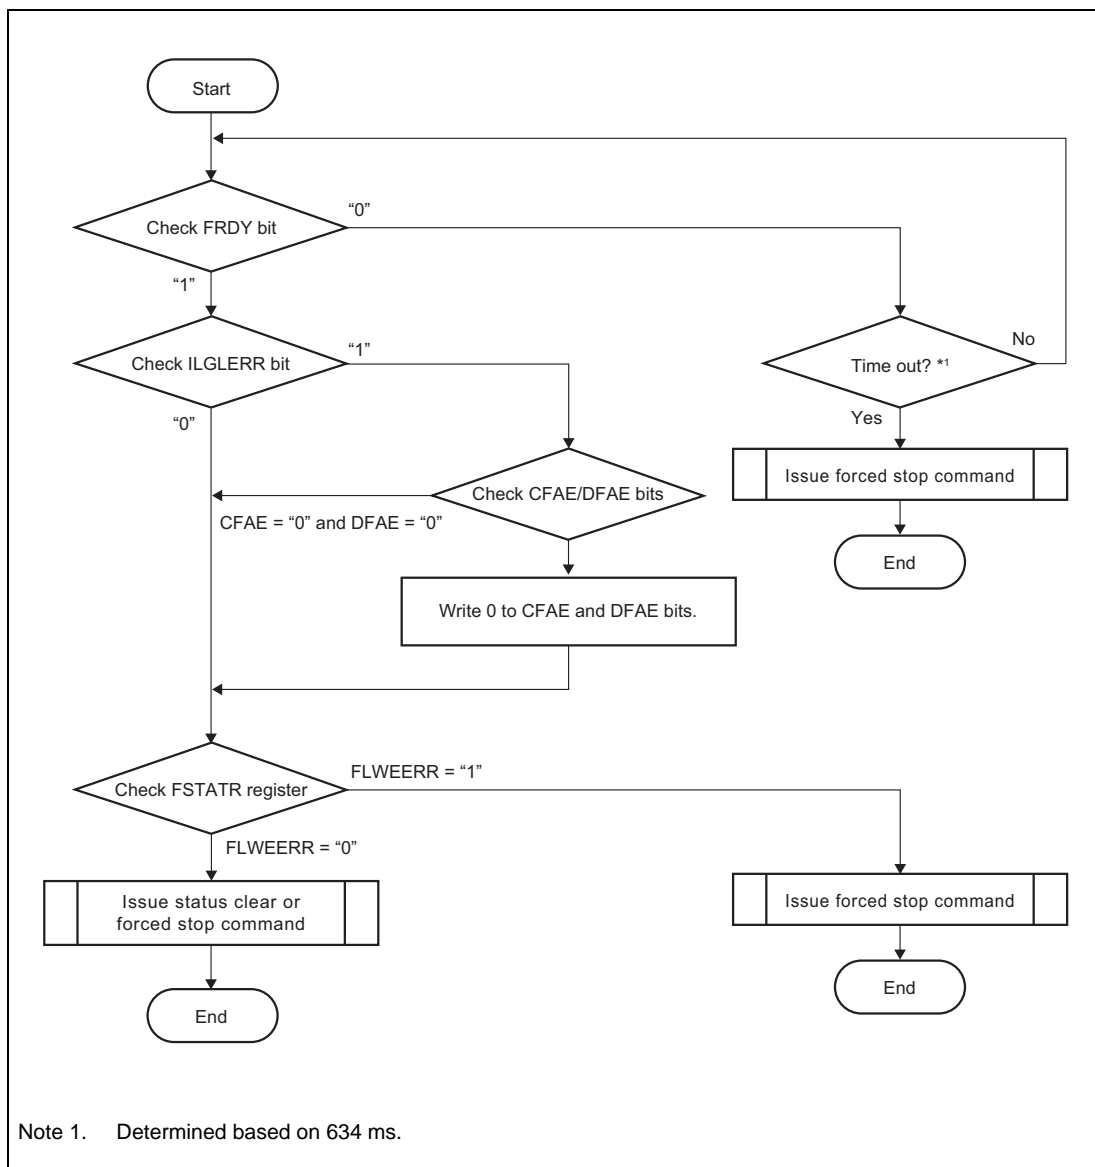 Start
Check FRDY bit
“0”
“1”
Check ILGLERR bit
“1”
“0”
Time out? *1
No
Yes
Issue forced stop command
End
Check CFAE/DFAE bits
CFAE = “0” and DFAE = “0”
Write 0 to CFAE and DFAE bits.
Check FSTATR register
FLWEERR = “1”
FLWEERR = “0”
Issue status clear or
forced stop command
End
Issue forced stop command
End
Note 1. Determined based on 634 ms.